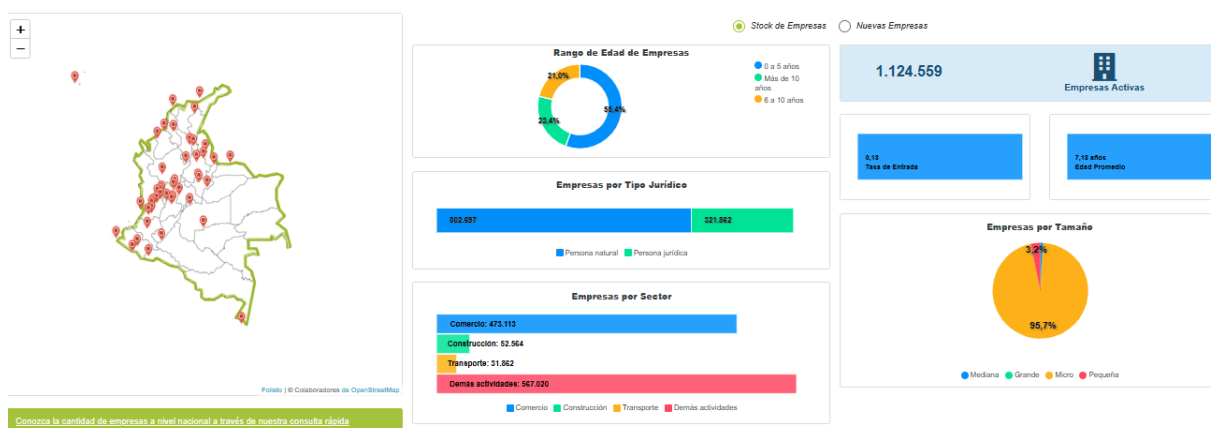 +
−
Stock de Empresas
Nuevas Empresas
Rango de Edad de Empresas
21,0%
23,4%
55,4%
0 a 5 años
Más de 10
años
6 a 10 años
1.124.559
Empresas Activas
0,13
Tasa de Entrada
7,13 años
Edad Promedio
Empresas por Tipo Jurídico
802.697
321.862
Persona natural
Persona jurídica
Empresas por Tamaño
3,2%
95,7%
Mediana
Grande
Micro
Pequeña
Empresas por Sector
Comercio: 473.113
Construcción: 52.564
Transporte: 31.862
Demás actividades: 567.020
Comercio
Construcción
Transporte
Demás actividades
Folleto | © Colaboradores de OpenStreetMap
Conozca la cantidad de empresas a nivel nacional a través de nuestra consulta rápida